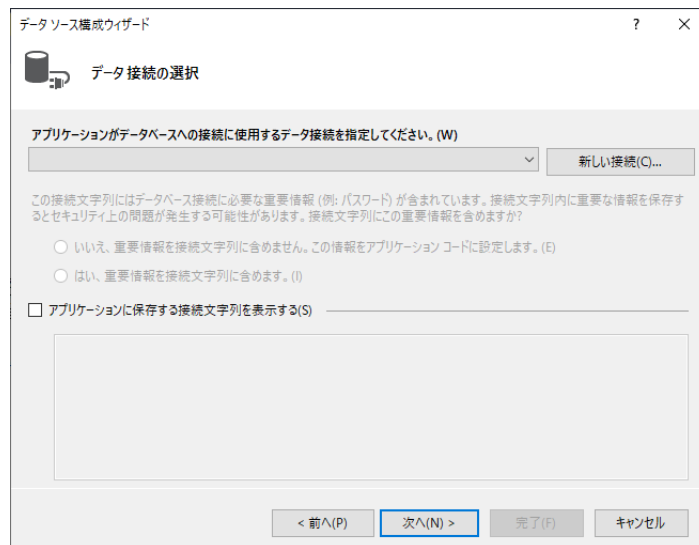 データ ソース構成ウィザード
データ接続の選択
アプリケーションがデータベースへの接続に使用するデータ接続を指定してください。(W)
新しい接続(C)...
この接続文字列にはデータベース接続に必要な重要情報 (例: パスワード) が含まれています。接続文字列内に重要な情報を保存す
るとセキュリティ上の問題が発生する可能性があります。接続文字列にこの重要情報を含めますか?
いいえ、重要情報を接続文字列に含めません。この情報をアプリケーション コードに設定します。(E)
はい、重要情報を接続文字列に含めます。(I)
アプリケーションに保存する接続文字列を表示する(S)
< 前へ(P) 次へ(N) > 完了(F) キャンセル